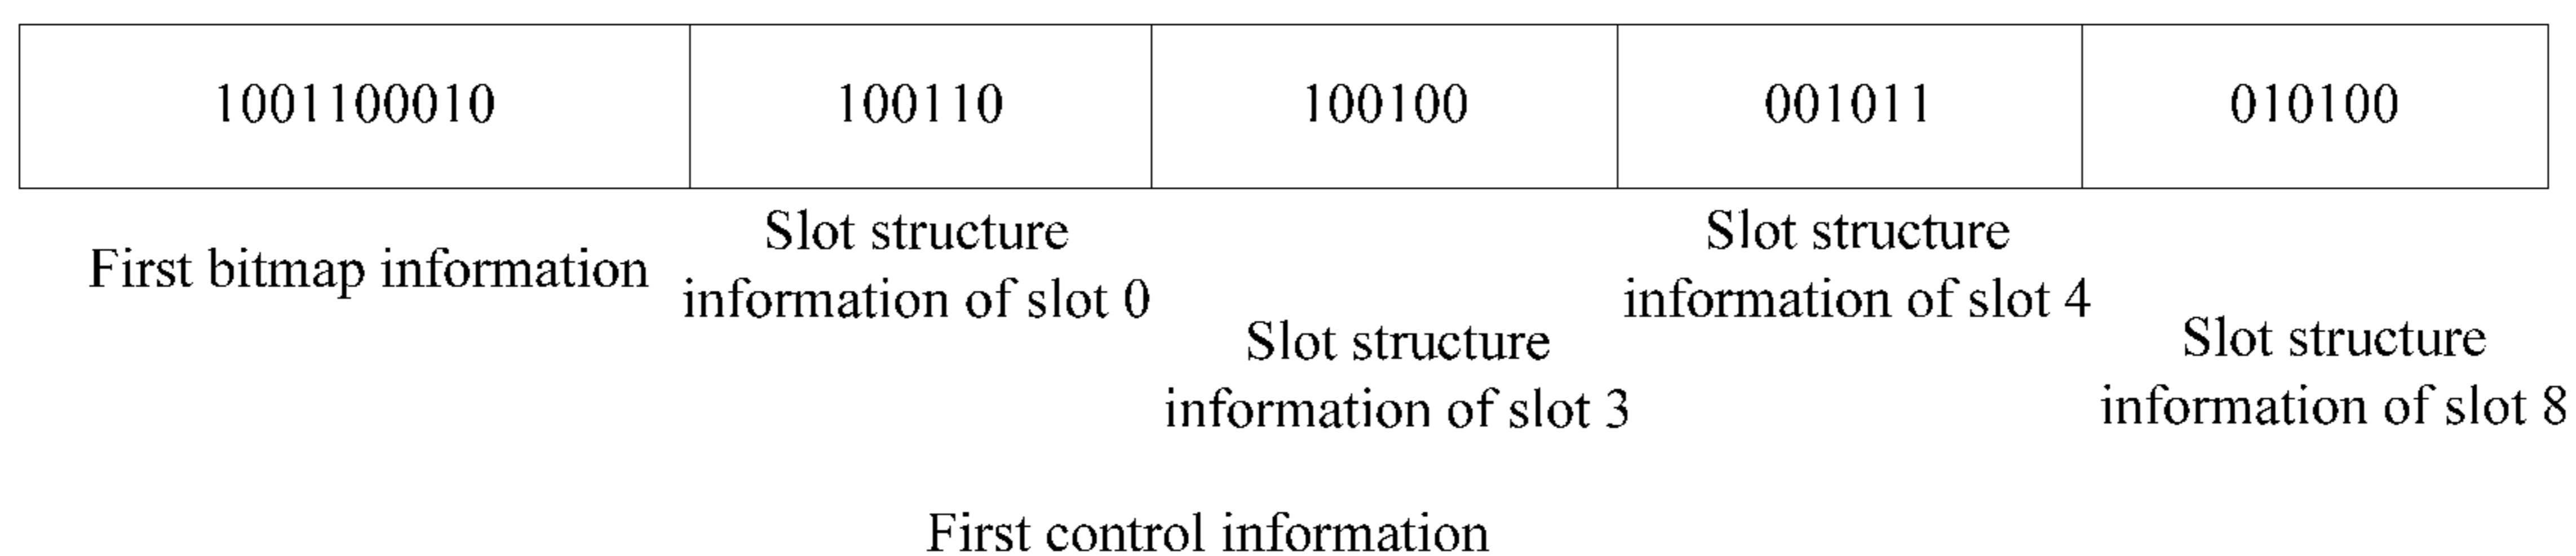 1001100010
100110
100100
001011
010100
First bitmap information
Slot structure
information of slot 0
Slot structure
information of slot 3
Slot structure
information of slot 4
Slot structure
information of slot 8
First control information